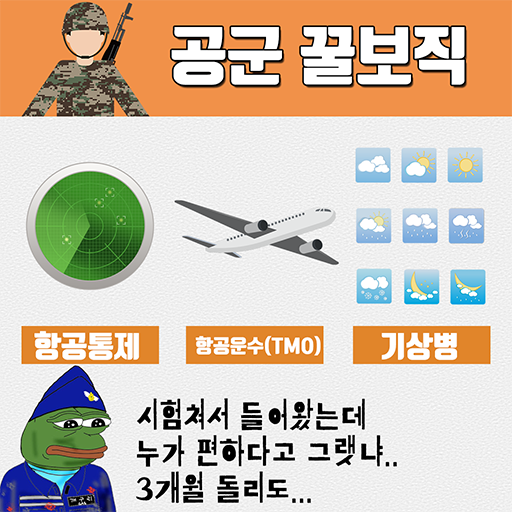 공군 꿀보직
항공통제
항공운수(TMO)
기상병
시험쳐서 들어왔는데
누가 편하다고 그랫냐..
3개월 돌리도...